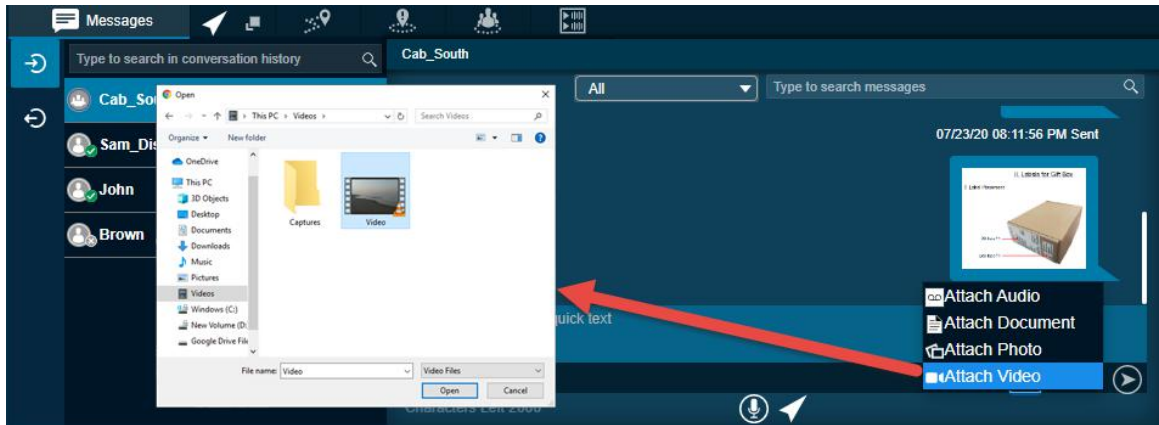 Messages
Type to search in conversation history
Cab_South
Cab_Sou
Sam_Dis
John
Brown
All
Type to search messages
07/23/20 08:11:56 PM Sent
Open
This PC › Videos ›
Search Videos
Organize
New folder
OneDrive
This PC
3D Objects
Desktop
Documents
Downloads
Music
Pictures
Videos
Windows (C:)
New Volume (D:
Google Drive File
Captures
Video
File name:
Video
Video Files
Open
Cancel
quick text
Attach Audio
Attach Document
Attach Photo
Attach Video
Characters Left 2000